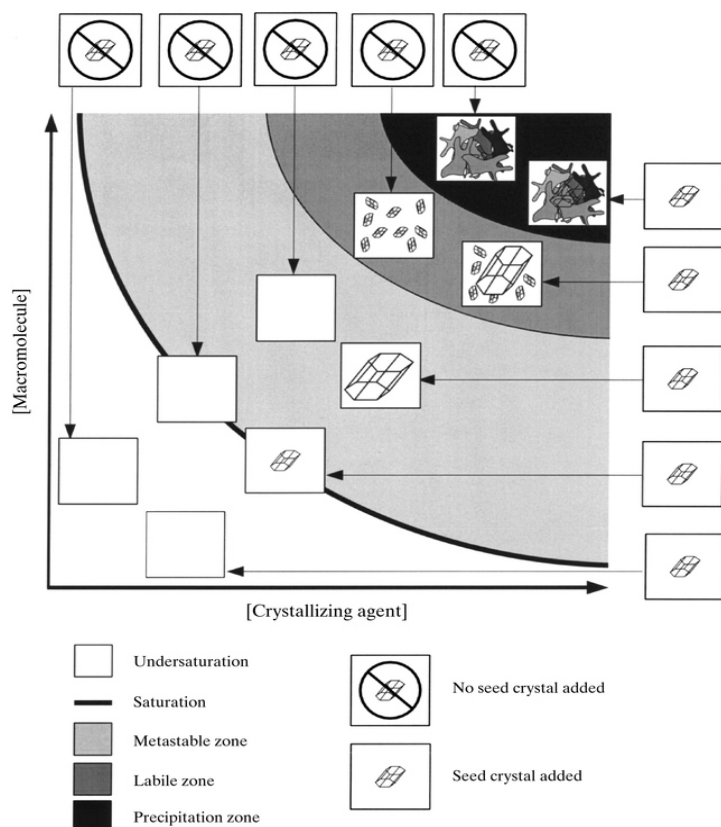 [Macromolecule]
[Crystallizing agent]
Undersaturation
Saturation
Metastable zone
Labile zone
Precipitation zone
No seed crystal added
Seed crystal added